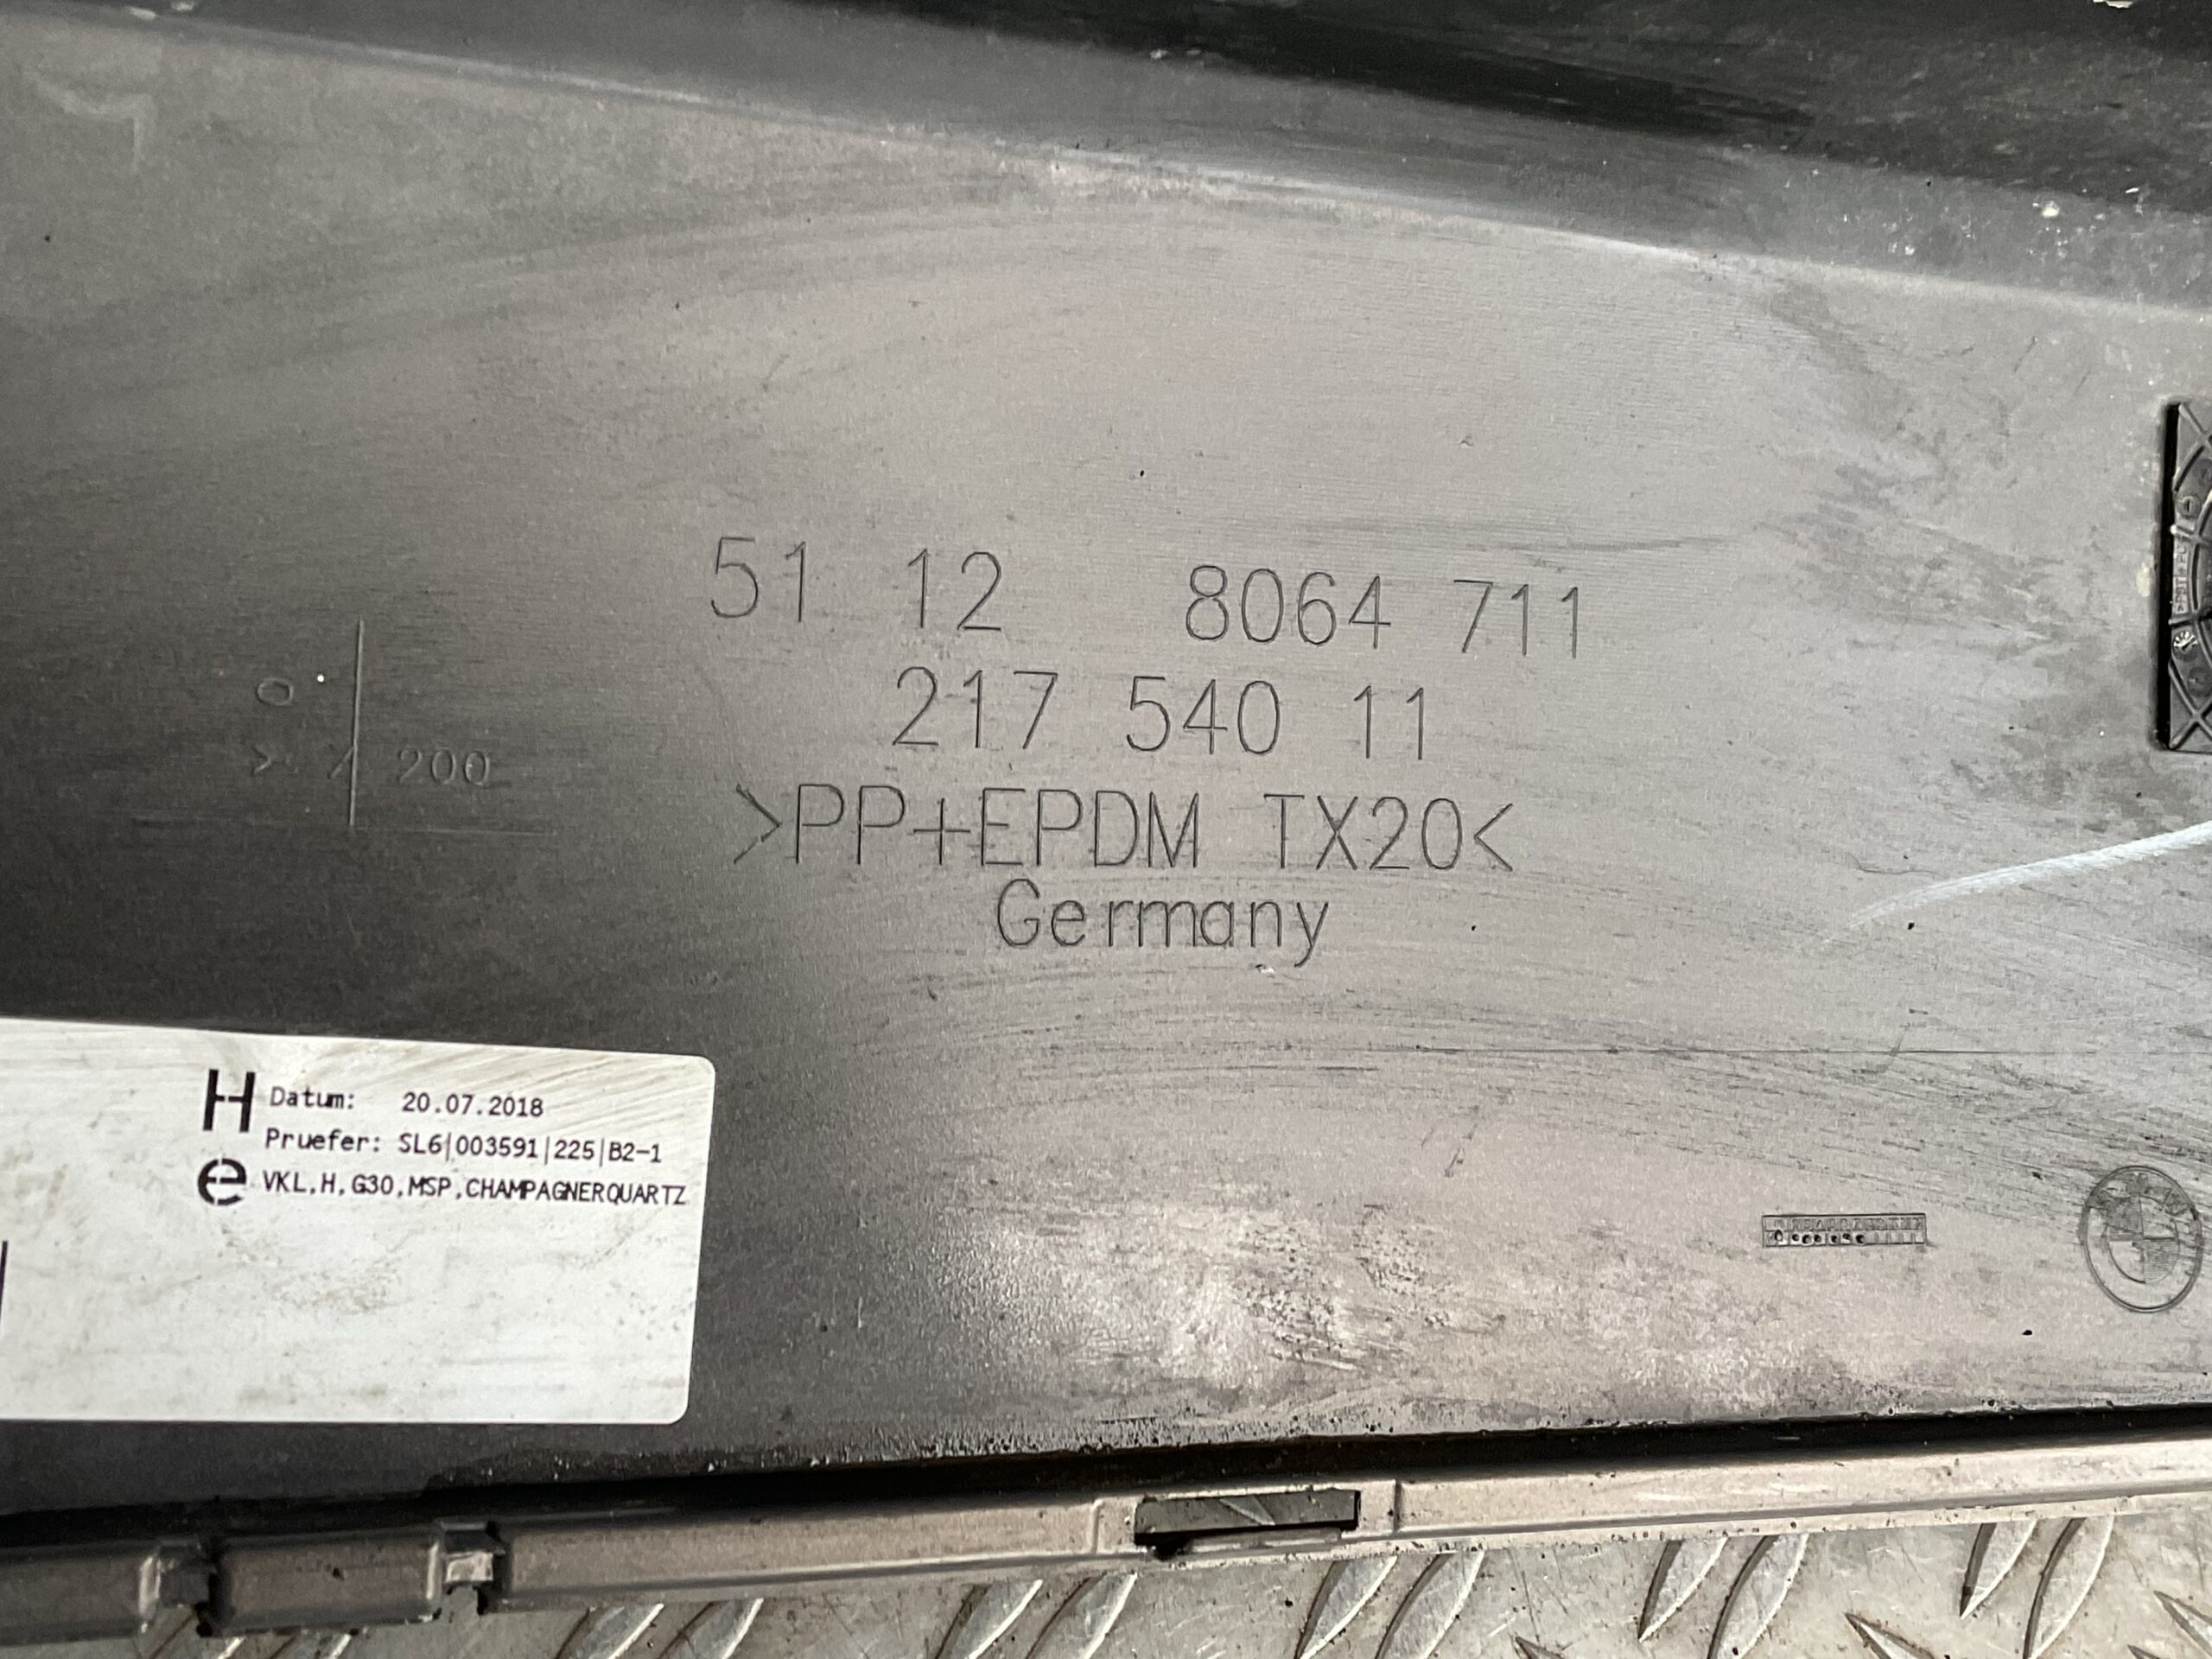 51 12 8064 711
217 540 11
>PP+EPDM TX20<
Germany
200
H Datum: 20.07.2018
Pruefer: SL6|003591|225|B2-1
e VKL,H,G30,MSP,CHAMPAGNERQUARTZ